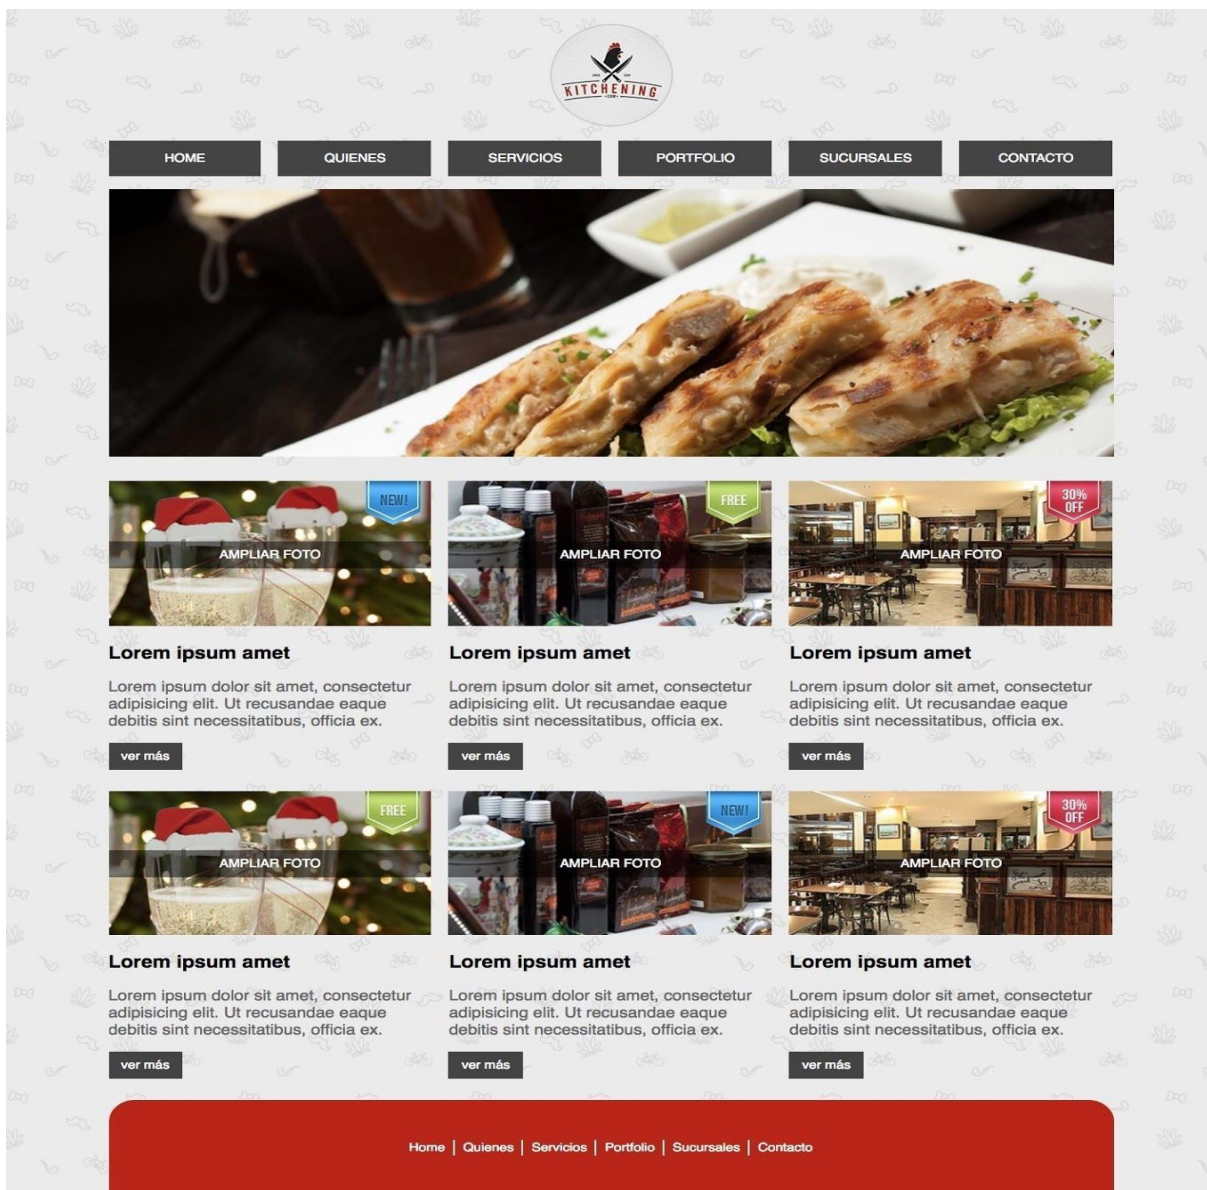 KITCHENING
HOME
QUIENES
SERVICIOS
PORTFOLIO
SUCURSALES
CONTACTO
NEW!
FREE
30%
OFF
AMPLIAR FOTO
AMPLIAR FOTO
AMPLIAR FOTO
Lorem ipsum amet
Lorem ipsum amet
Lorem ipsum amet
Lorem ipsum dolor sit amet, consectetur
adipisicing elit. Ut recusandae eaque
debitis sint necessitatibus, officia ex.
Lorem ipsum dolor sit amet, consectetur
adipisicing elit. Ut recusandae eaque
debitis sint necessitatibus, officia ex.
Lorem ipsum dolor sit amet, consectetur
adipisicing elit. Ut recusandae eaque
debitis sint necessitatibus, officia ex.
ver más
ver más
ver más
FREE
NEW!
30%
OFF
AMPLIAR FOTO
AMPLIAR FOTO
AMPLIAR FOTO
Lorem ipsum amet
Lorem ipsum amet
Lorem ipsum amet
Lorem ipsum dolor sit amet, consectetur
adipisicing elit. Ut recusandae eaque
debitis sint necessitatibus, officia ex.
Lorem ipsum dolor sit amet, consectetur
adipisicing elit. Ut recusandae eaque
debitis sint necessitatibus, officia ex.
Lorem ipsum dolor sit amet, consectetur
adipisicing elit. Ut recusandae eaque
debitis sint necessitatibus, officia ex.
ver más
ver más
ver más
Home | Quienes | Servicios | Portfolio | Sucursales | Contacto